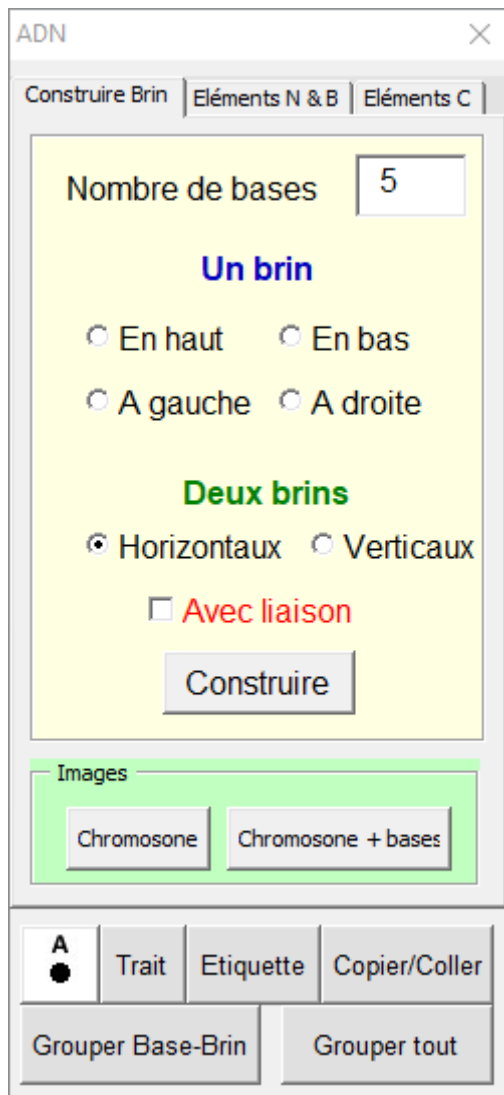 ADN
Construire Brin Eléments N & B Eléments C
Nombre de bases 5
Un brin
En haut En bas
A gauche A droite
Deux brins
Horizontaux Verticaux
Avec liaison
Construire
Images
Chromosone Chromosone + bases
A Trait Etiquette Copier/Coller
Grouper Base-Brin Grouper tout